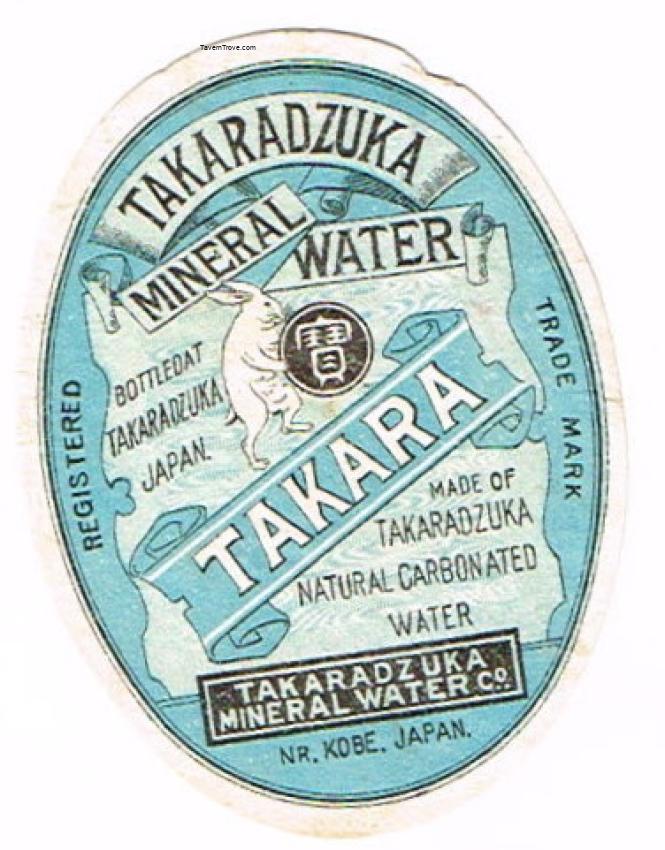 TavernTrove.com
TAKARADZUKA
MINERAL WATER
寶
BOTTLEDAT
TAKARADZUKA
JAPAN.
TAKARA
REGISTERED
TRADE MARK
MADE OF
TAKARADZUKA
NATURAL CARBONATED
WATER
TAKARADZUKA
MINERAL WATER Co.
NR. KOBE. JAPAN.